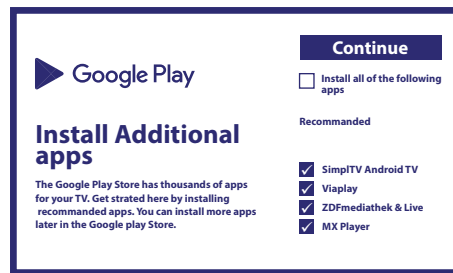 Google Play
Install Additional
apps
The Google Play Store has thousands of apps
for your TV. Get strated here by installing
recommanded apps. You can install more apps
later in the Google play Store.
Continue
Install all of the following
apps
Recommanded
SimplTV Android TV
Viaplay
ZDFmediathek & Live
MX Player